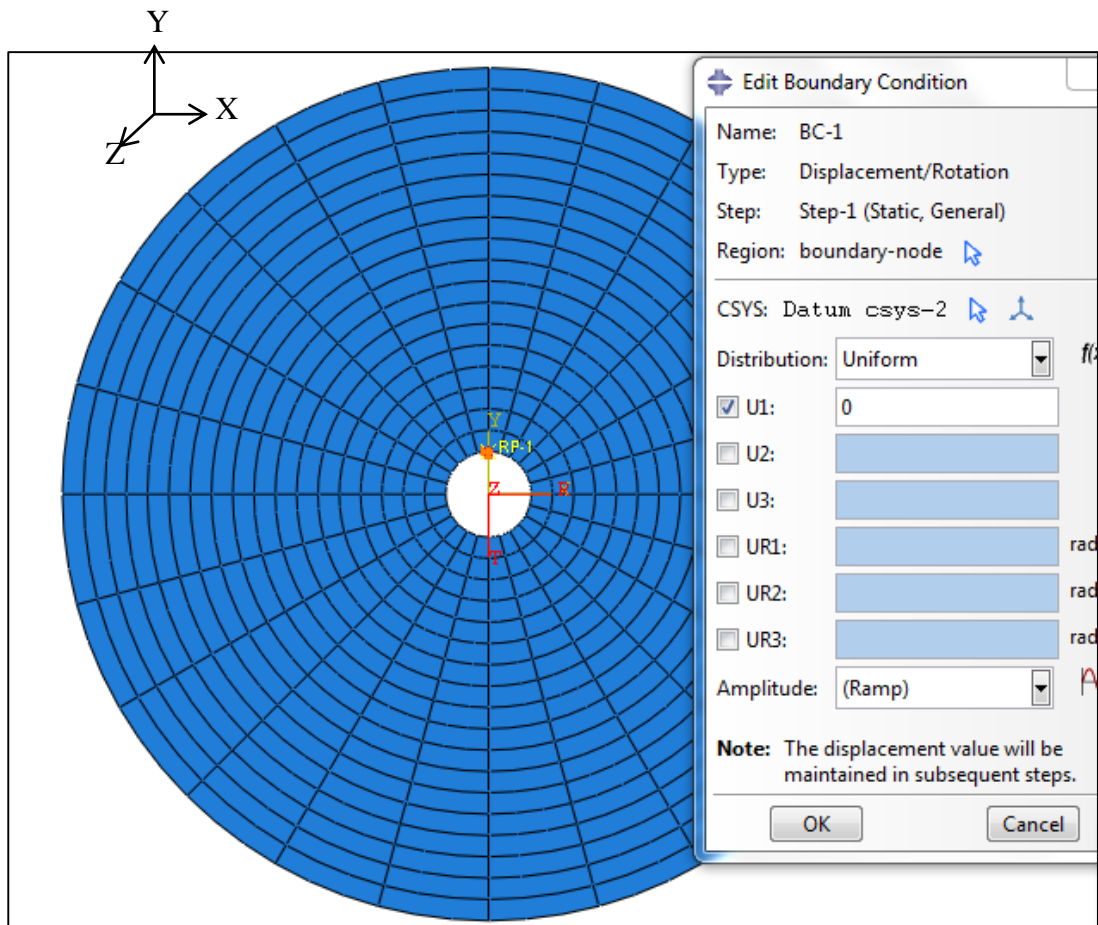 Y
X
Z
Edit Boundary Condition
Name: BC-1
Type: Displacement/Rotation
Step: Step-1 (Static, General)
Region: boundary-node
CSYS: Datum csys-2
Distribution: Uniform
U1: 0
U2:
U3:
UR1: rad
UR2: rad
UR3: rad
Amplitude: (Ramp)
Note: The displacement value will be
maintained in subsequent steps.
OK Cancel
Y
RP-1
Z R
T